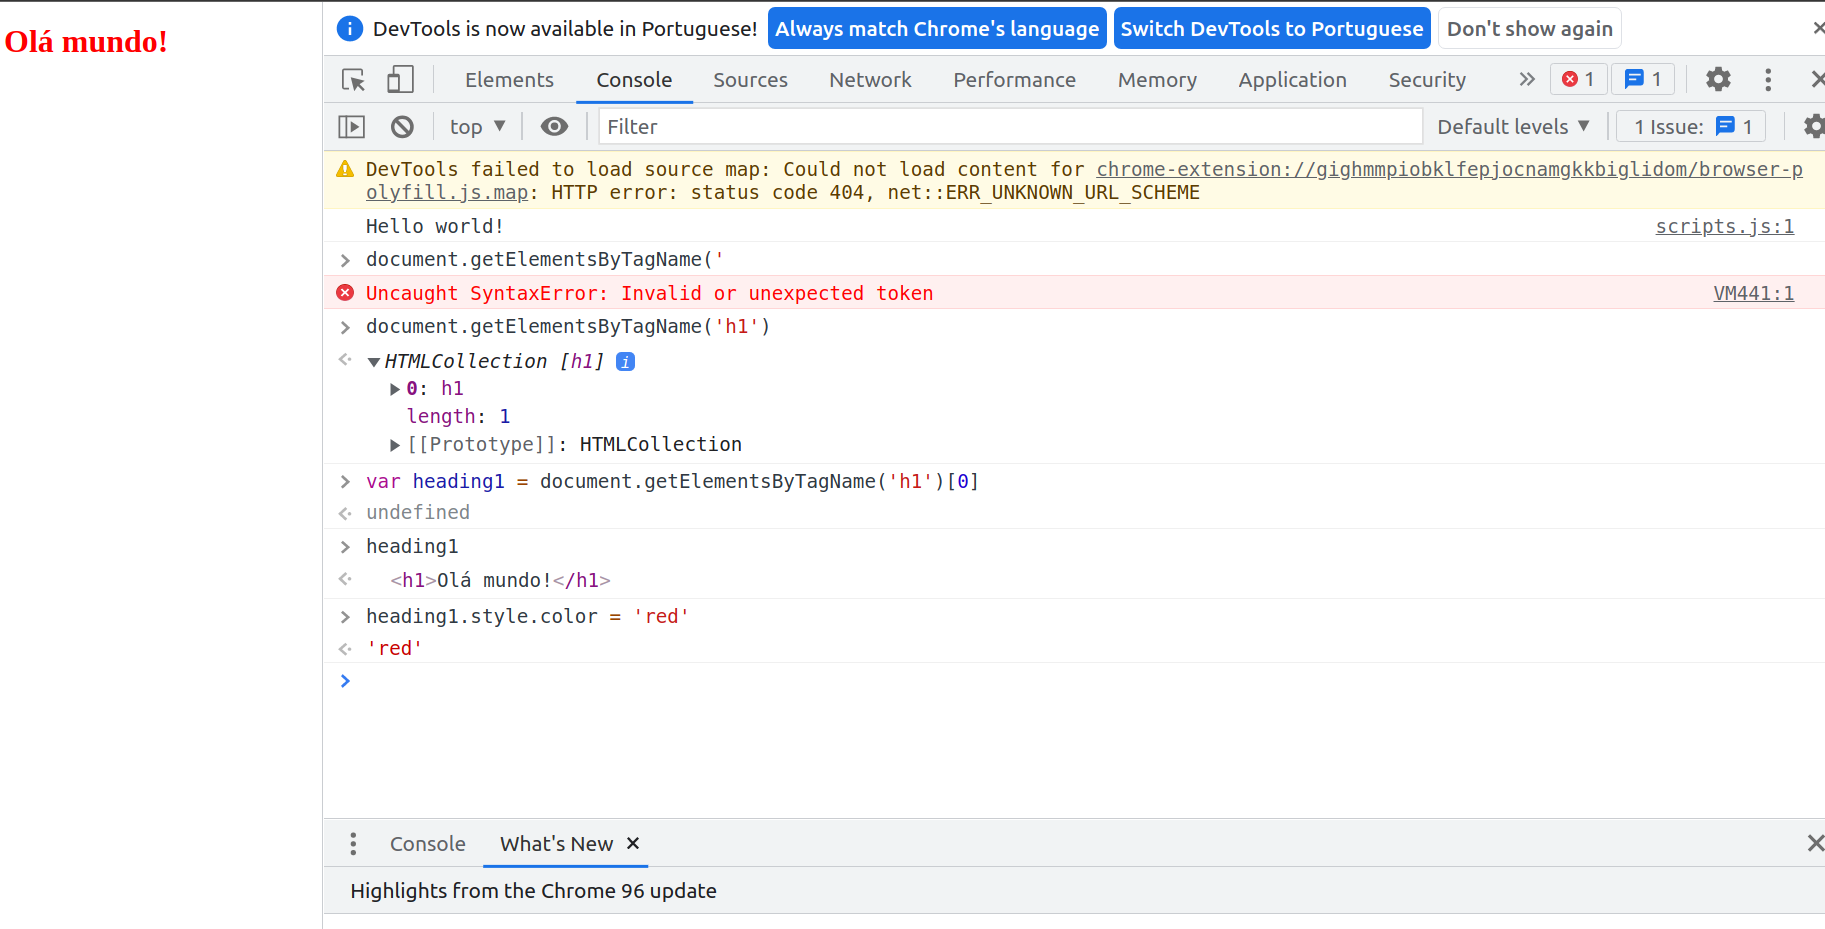 Olá mundo!
DevTools is now available in Portuguese! Always match Chrome's language Switch DevTools to Portuguese Don't show again
Elements Console Sources Network Performance Memory Application Security 1 1
top Filter Default levels 1 Issue: 1
DevTools failed to load source map: Could not load content for chrome-extension://gighmmpiobklfepjocnamgkkbiglidom/browser-p
olyfill.js.map: HTTP error: status code 404, net::ERR_UNKNOWN_URL_SCHEME
Hello world! scripts.js:1
document.getElementsByTagName('
Uncaught SyntaxError: Invalid or unexpected token VM441:1
document.getElementsByTagName('h1')
HTMLCollection [h1] i
0: h1
length: 1
[[Prototype]]: HTMLCollection
var heading1 = document.getElementsByTagName('h1')[0]
undefined
heading1
<h1>Olá mundo!</h1>
heading1.style.color = 'red'
'red'
Console What's New
Highlights from the Chrome 96 update